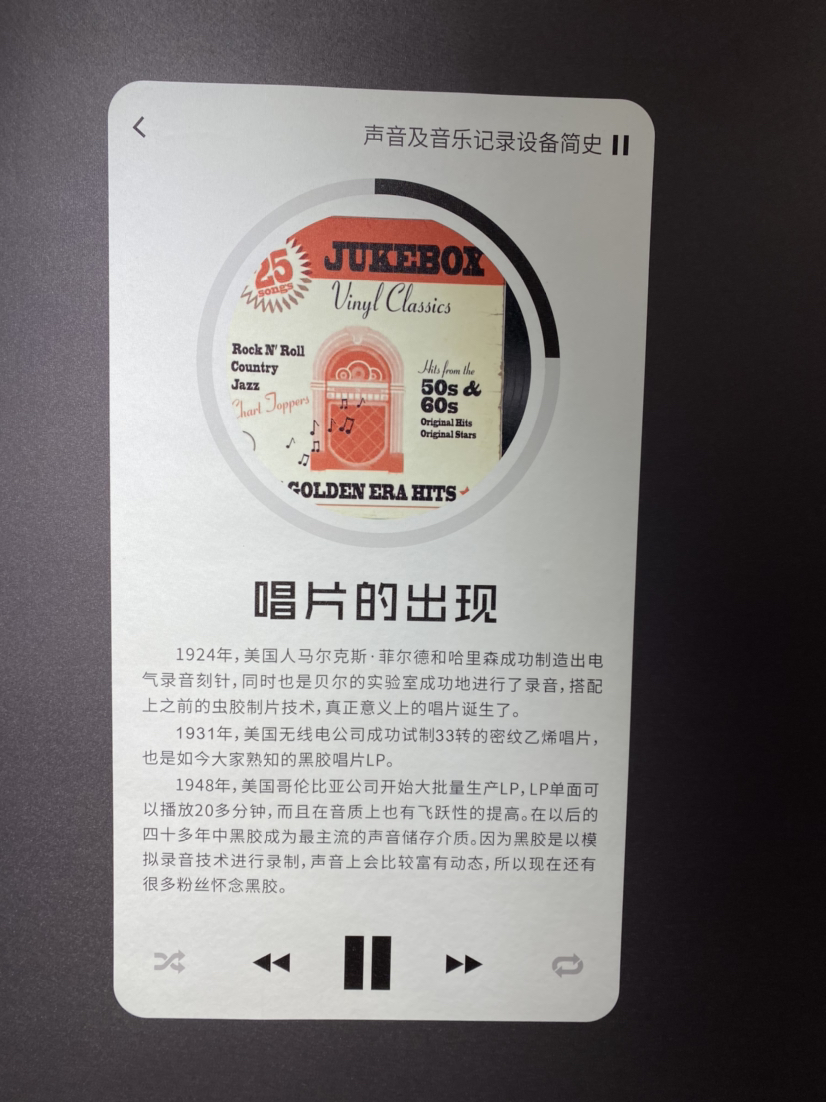 声音及音乐记录设备简史
25
songs
JUKEBOX
Vinyl Classics
Rock N' Roll
Country
Jazz
Chart Toppers
Hits from the
50s &
60s
Original Hits
Original Stars
GOLDEN ERA HITS
唱片的出现
1924年，美国人马尔克斯·菲尔德和哈里森成功制造出电
气录音刻针，同时也是贝尔的实验室成功地进行了录音，搭配
上之前的虫胶制片技术，真正意义上的唱片诞生了。
1931年，美国无线电公司成功试制33转的密纹乙烯唱片，
也是如今大家熟知的黑胶唱片LP。
1948年，美国哥伦比亚公司开始大批量生产LP，LP单面可
以播放20多分钟，而且在音质上也有飞跃性的提高。在以后的
四十多年中黑胶成为最主流的声音储存介质。因为黑胶是以模
拟录音技术进行录制，声音上会比较富有动态，所以现在还有
很多粉丝怀念黑胶。